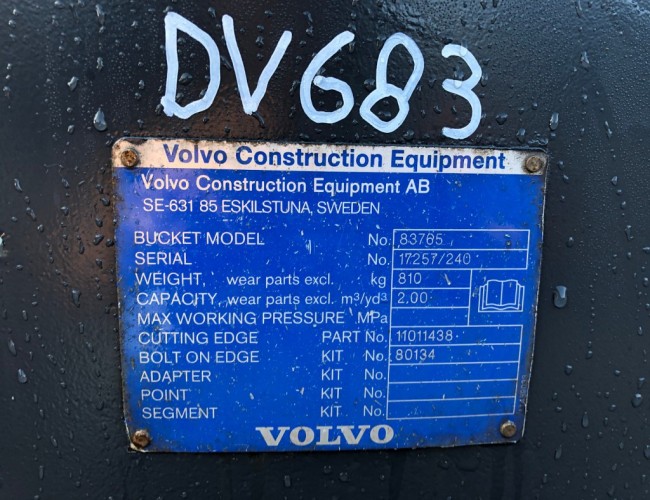 DV683
Volvo Construction Equipment
Volvo Construction Equipment AB
SE-631 85 ESKILSTUNA, SWEDEN
BUCKET MODEL No. 83765
SERIAL No. 17257/240
WEIGHT, wear parts excl. kg 810
CAPACITY, wear parts excl. m³/yd³ 2.00
MAX WORKING PRESSURE MPa
CUTTING EDGE PART No. 11011438
BOLT ON EDGE KIT No. 80134
ADAPTER KIT No.
POINT KIT No.
SEGMENT KIT No.
VOLVO